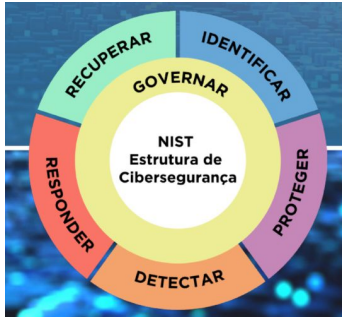 RECUPERAR
IDENTIFICAR
GOVERNAR
NIST
Estrutura de
Cibersegurança
RESPONDER
PROTEGER
DETECTAR